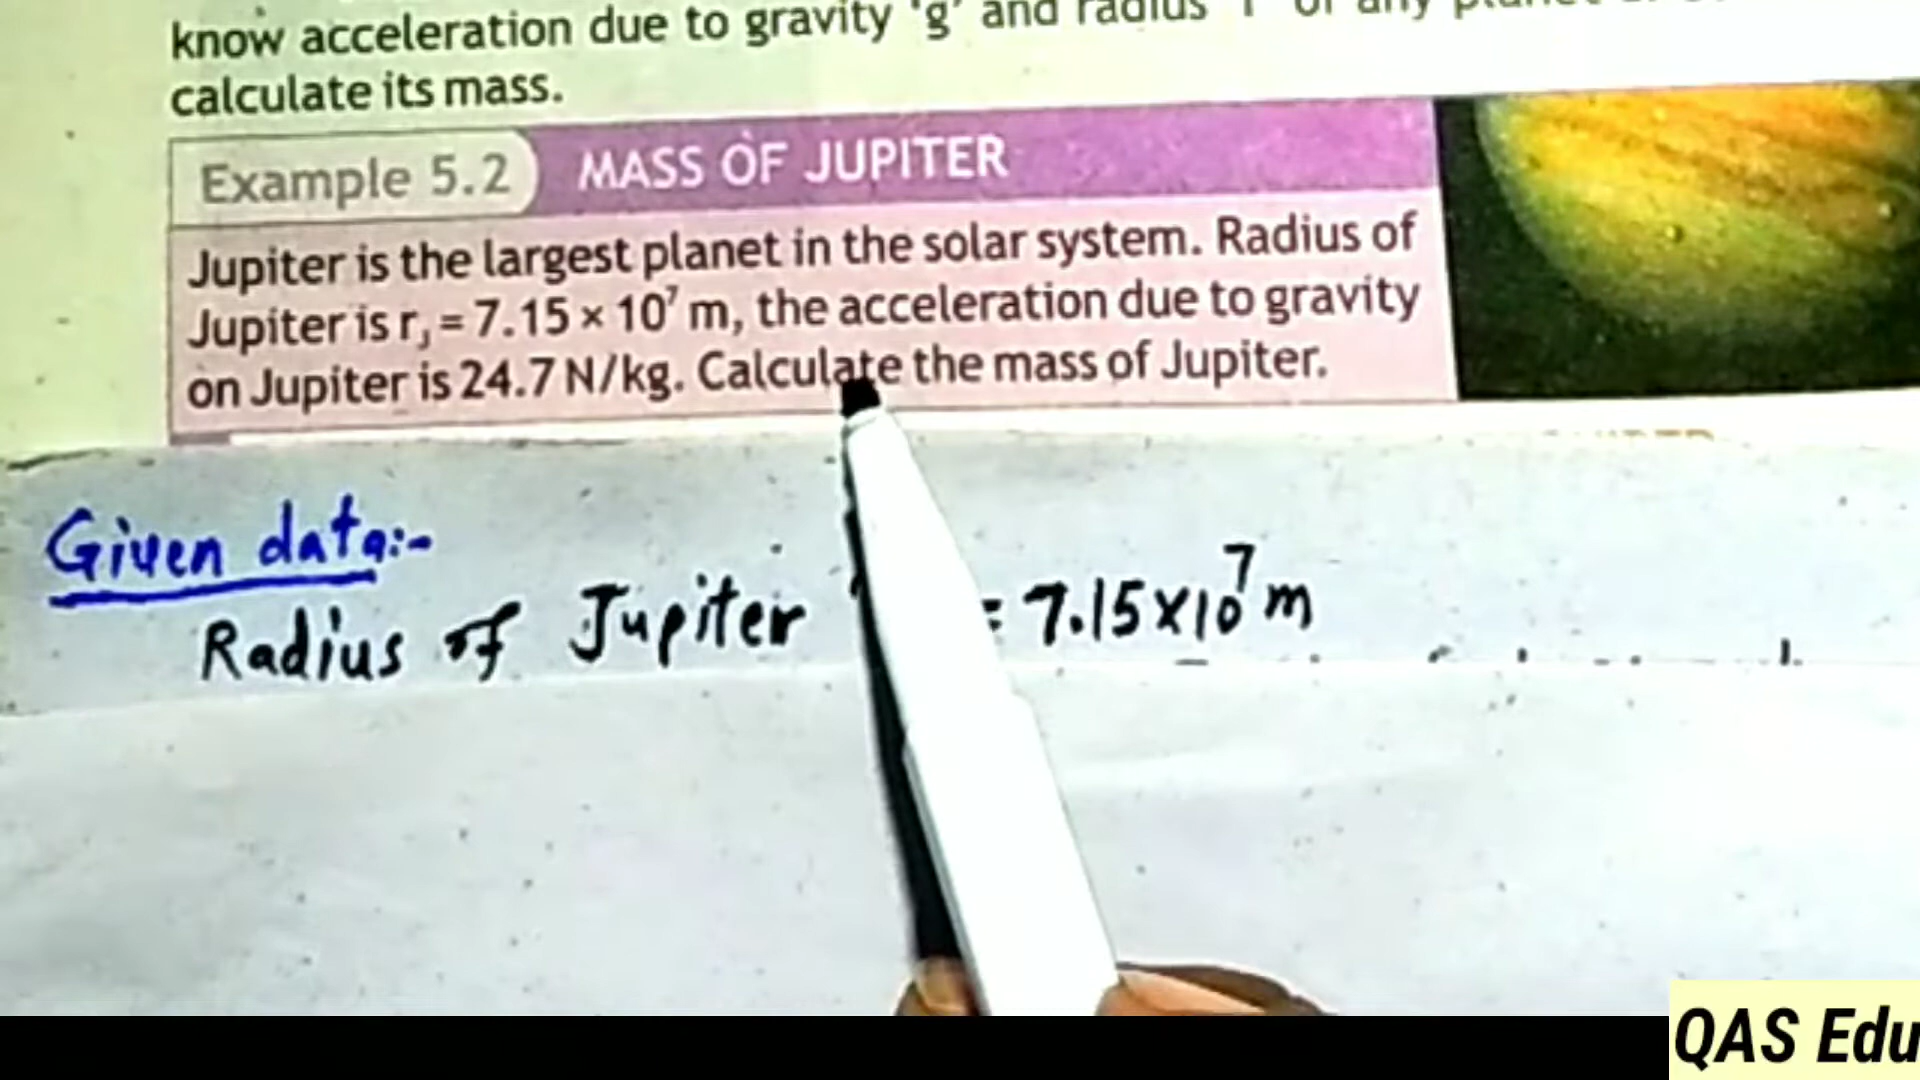 know acceleration due to gravity 'g' and radius
calculate its mass.
Example 5.2 MASS OF JUPITER
Jupiter is the largest planet in the solar system. Radius of
Jupiter is rⱼ = 7.15 × 10⁷ m, the acceleration due to gravity
on Jupiter is 24.7 N/kg. Calculate the mass of Jupiter.
Given data:-
Radius of Jupiter = 7.15×10⁷ m
QAS Edu